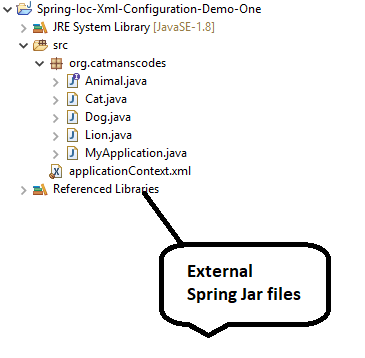 Spring-Ioc-Xml-Configuration-Demo-One
JRE System Library [JavaSE-1.8]
src
org.catmanscodes
Animal.java
Cat.java
Dog.java
Lion.java
MyApplication.java
applicationContext.xml
Referenced Libraries
External
Spring Jar files